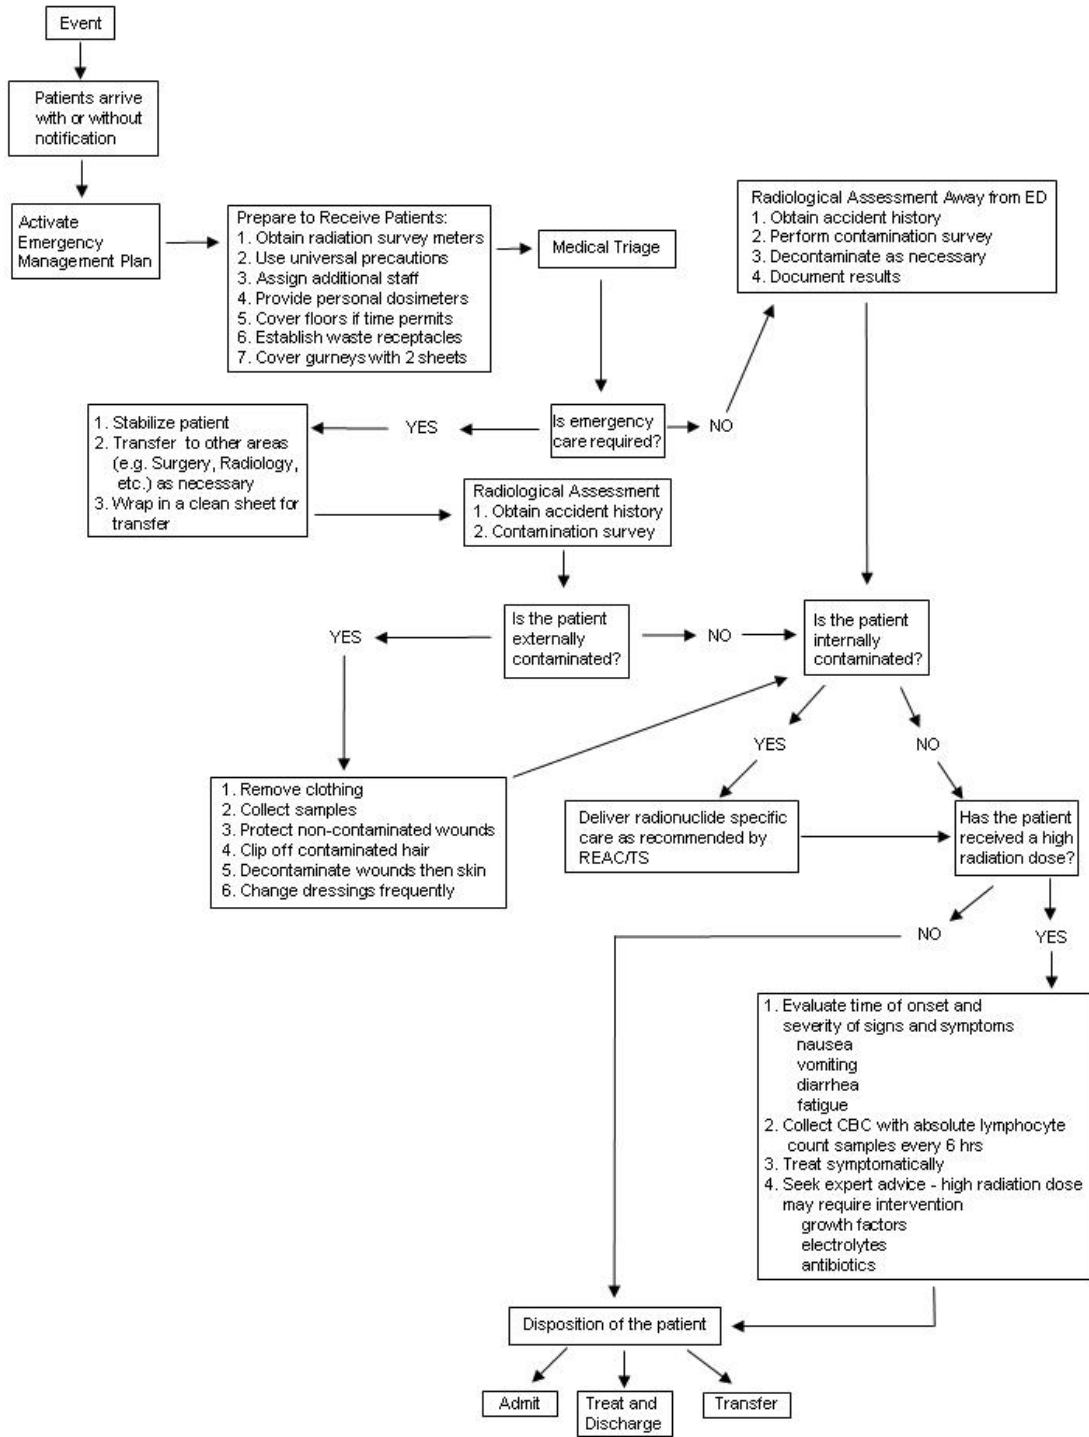 Event
Patients arrive
with or without
notification
Activate
Emergency
Management Plan
Prepare to Receive Patients:
1. Obtain radiation survey meters
2. Use universal precautions
3. Assign additional staff
4. Provide personal dosimeters
5. Cover floors if time permits
6. Establish waste receptacles
7. Cover gurneys with 2 sheets
Medical Triage
Radiological Assessment Away from ED
1. Obtain accident history
2. Perform contamination survey
3. Decontaminate as necessary
4. Document results
Is emergency
care required?
NO
YES
1. Stabilize patient
2. Transfer to other areas
(e.g. Surgery, Radiology,
etc.) as necessary
3. Wrap in a clean sheet for
transfer
Radiological Assessment
1. Obtain accident history
2. Contamination survey
Is the patient
externally
contaminated?
YES
NO
Is the patient
internally
contaminated?
YES
NO
1. Remove clothing
2. Collect samples
3. Protect non-contaminated wounds
4. Clip off contaminated hair
5. Decontaminate wounds then skin
6. Change dressings frequently
Deliver radionuclide specific
care as recommended by
REAC/TS
Has the patient
received a high
radiation dose?
NO
YES
1. Evaluate time of onset and
severity of signs and symptoms
nausea
vomiting
diarrhea
fatigue
2. Collect CBC with absolute lymphocyte
count samples every 6 hrs
3. Treat symptomatically
4. Seek expert advice - high radiation dose
may require intervention
growth factors
electrolytes
antibiotics
Disposition of the patient
Admit
Treat and
Discharge
Transfer